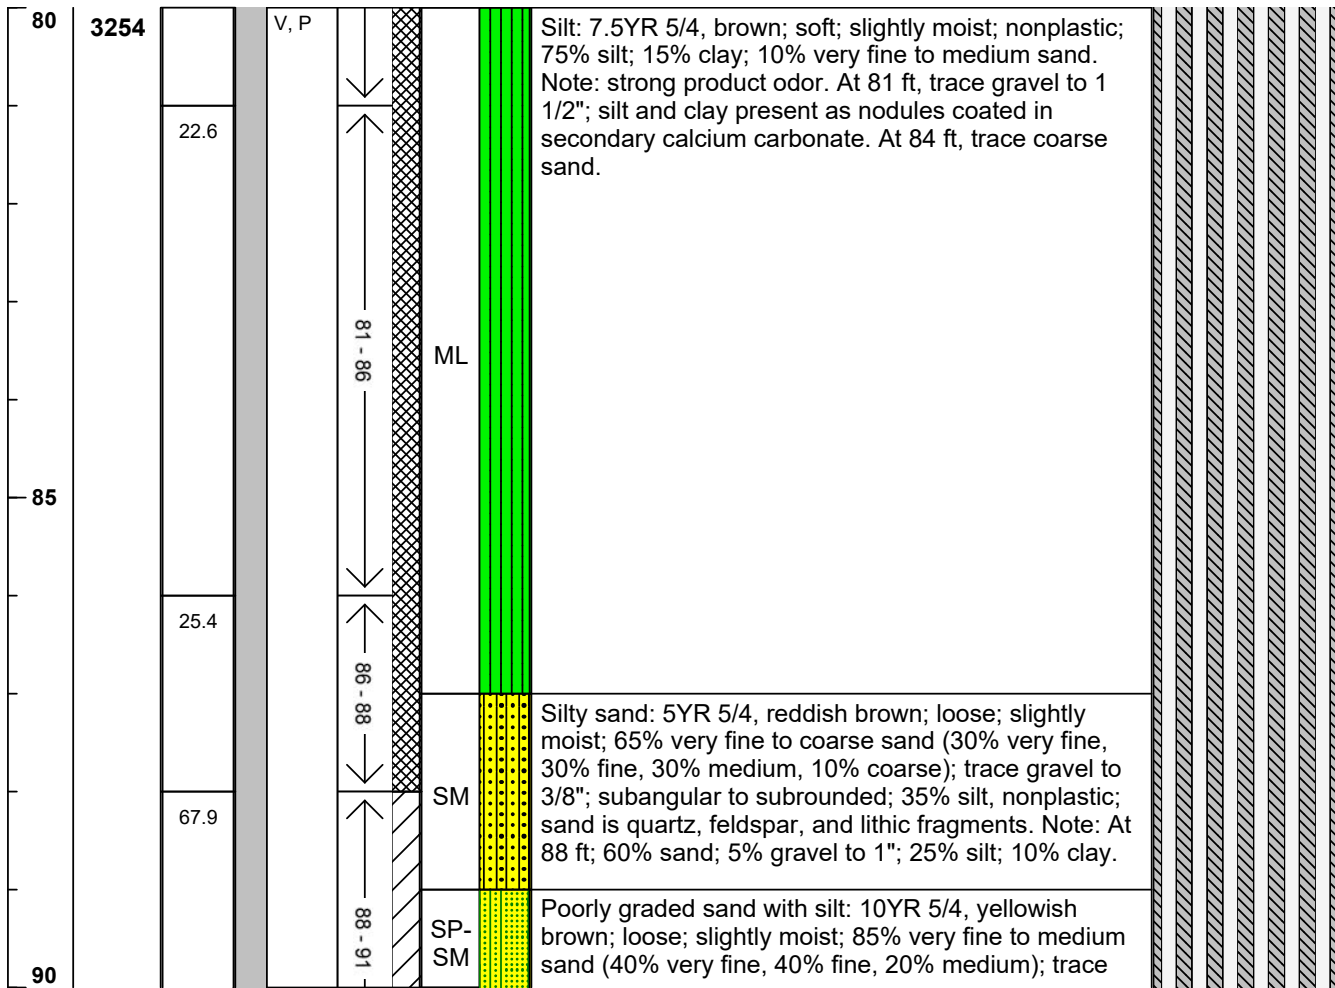 80
3254
V, P
Silt: 7.5YR 5/4, brown; soft; slightly moist; nonplastic;
75% silt; 15% clay; 10% very fine to medium sand.
Note: strong product odor. At 81 ft, trace gravel to 1
1/2"; silt and clay present as nodules coated in
secondary calcium carbonate. At 84 ft, trace coarse
sand.
22.6
81 - 86
ML
85
25.4
86 - 88
Silty sand: 5YR 5/4, reddish brown; loose; slightly
moist; 65% very fine to coarse sand (30% very fine,
30% fine, 30% medium, 10% coarse); trace gravel to
3/8"; subangular to subrounded; 35% silt, nonplastic;
sand is quartz, feldspar, and lithic fragments. Note: At
88 ft; 60% sand; 5% gravel to 1"; 25% silt; 10% clay.
SM
67.9
88 - 91
SP-
SM
Poorly graded sand with silt: 10YR 5/4, yellowish
brown; loose; slightly moist; 85% very fine to medium
sand (40% very fine, 40% fine, 20% medium); trace
90